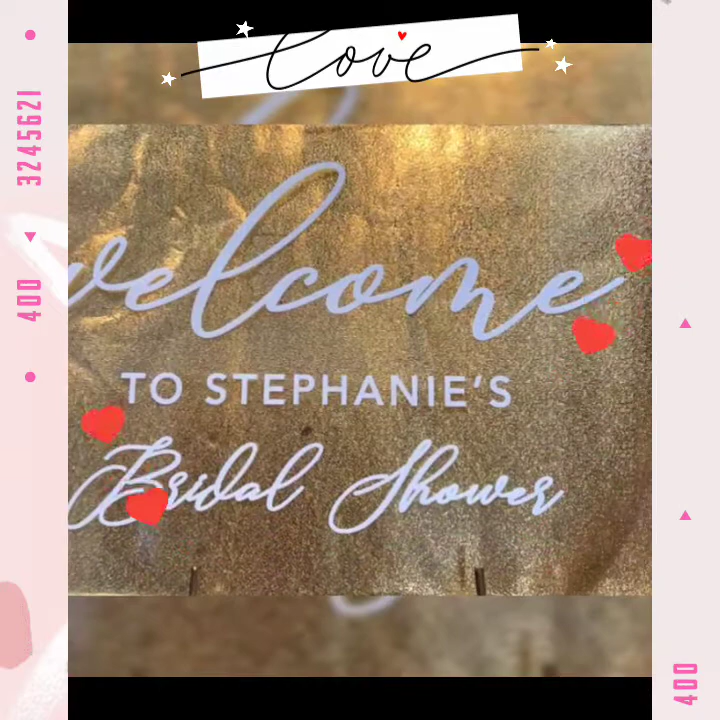 love
3245621
400
welcome
TO STEPHANIE'S
Bridal Shower
400